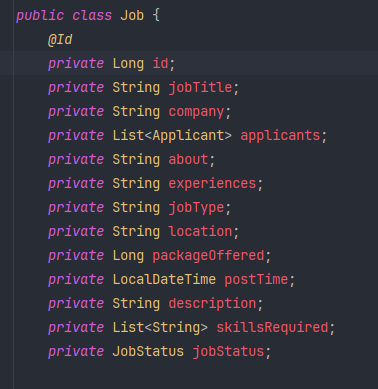 public class Job {
@Id
private Long id;
private String jobTitle;
private String company;
private List<Applicant> applicants;
private String about;
private String experiences;
private String jobType;
private String location;
private Long packageOffered;
private LocalDateTime postTime;
private String description;
private List<String> skillsRequired;
private JobStatus jobStatus;